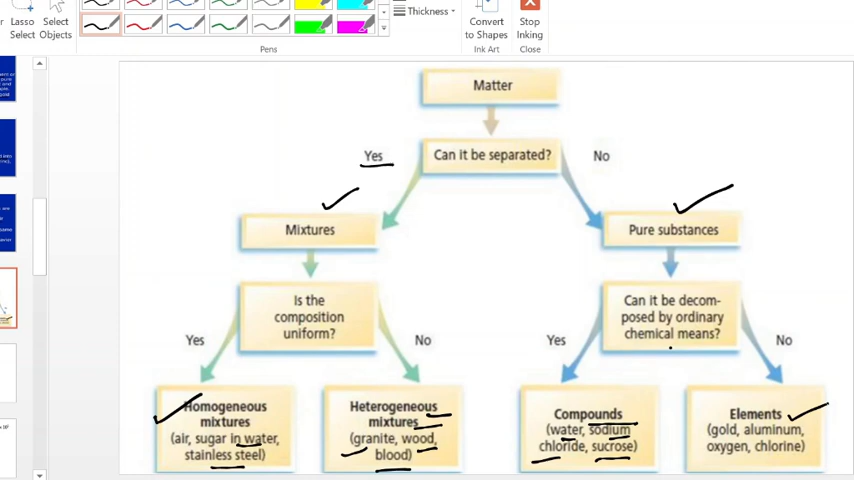 Lasso
Select
Select
Objects
Thickness
Convert
to Shapes
Stop
Inking
Pens
Ink Art
Close
Matter
Can it be separated?
Yes
No
Mixtures
Pure substances
Is the
composition
uniform?
Can it be decom-
posed by ordinary
chemical means?
Yes
No
Yes
No
Homogeneous
mixtures
(air, sugar in water,
stainless steel)
Heterogeneous
mixtures
(granite, wood,
blood)
Compounds
(water, sodium
chloride, sucrose)
Elements
(gold, aluminum,
oxygen, chlorine)